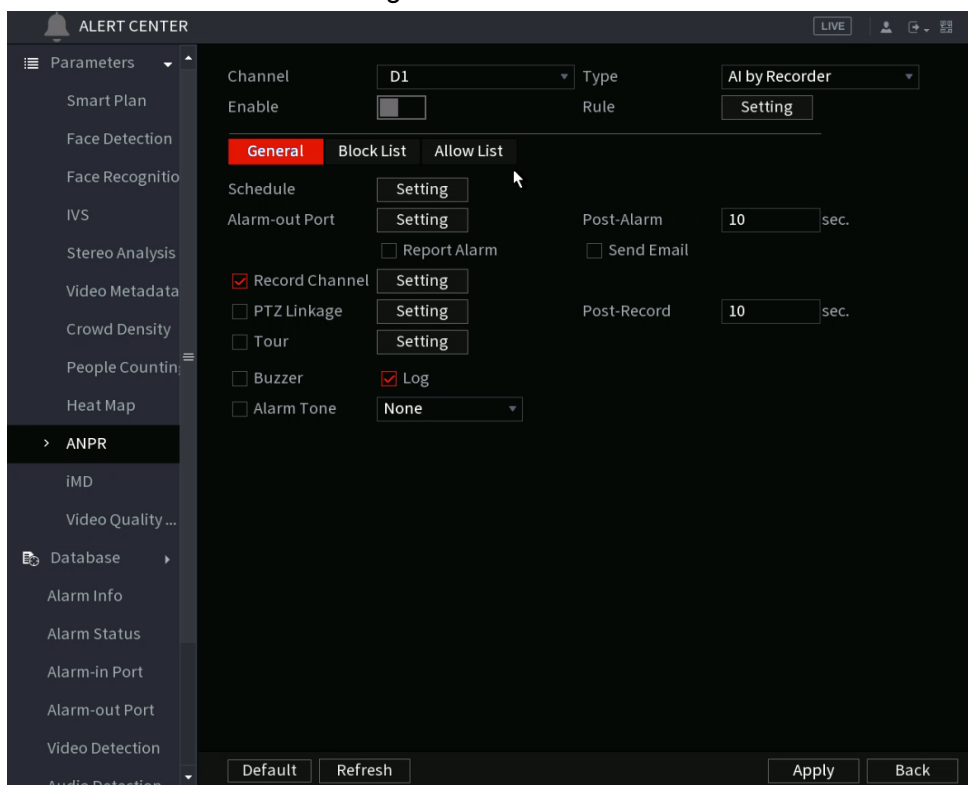 ALERT CENTER
LIVE
Parameters
Smart Plan
Face Detection
Face Recognitio
IVS
Stereo Analysis
Video Metadata
Crowd Density
People Countin
Heat Map
ANPR
iMD
Video Quality ...
Database
Alarm Info
Alarm Status
Alarm-in Port
Alarm-out Port
Video Detection
Audio Detection
Channel D1 Type AI by Recorder
Enable Rule Setting
General Block List Allow List
Schedule Setting
Alarm-out Port Setting Post-Alarm 10 sec.
Report Alarm Send Email
Record Channel Setting
PTZ Linkage Setting Post-Record 10 sec.
Tour Setting
Buzzer Log
Alarm Tone None
Default Refresh Apply Back